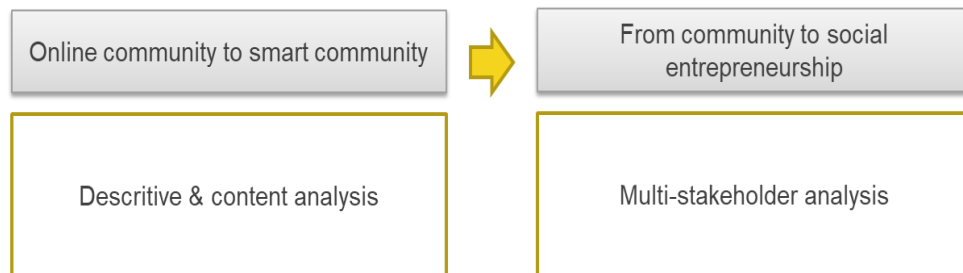 Online community to smart community
From community to social
entrepreneurship
Descritive & content analysis
Multi-stakeholder analysis